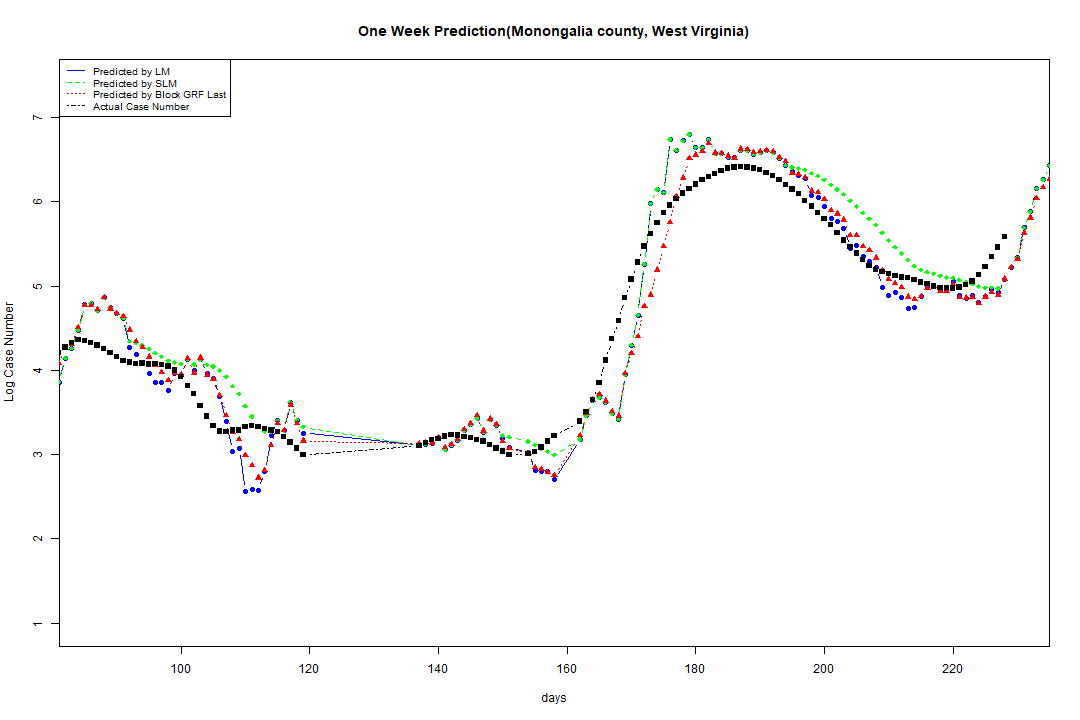 One Week Prediction(Monongalia county, West Virginia)
Predicted by LM
Predicted by SLM
Predicted by Block GRF Last
Actual Case Number
Log Case Number
7
6
5
4
3
2
1
100 120 140 160 180 200 220
days